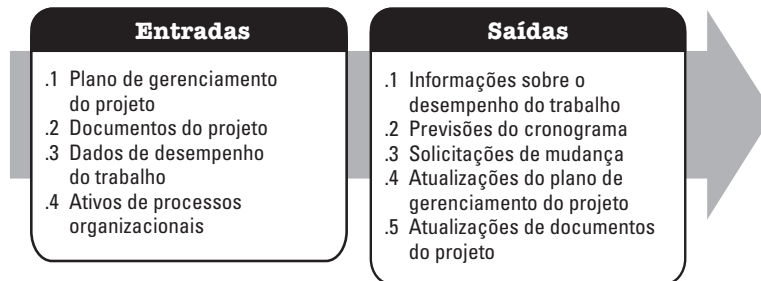 Entradas
.1 Plano de gerenciamento
do projeto
.2 Documentos do projeto
.3 Dados de desempenho
do trabalho
.4 Ativos de processos
organizacionais
Saídas
.1 Informações sobre o
desempenho do trabalho
.2 Previsões do cronograma
.3 Solicitações de mudança
.4 Atualizações do plano de
gerenciamento do projeto
.5 Atualizações de documentos
do projeto